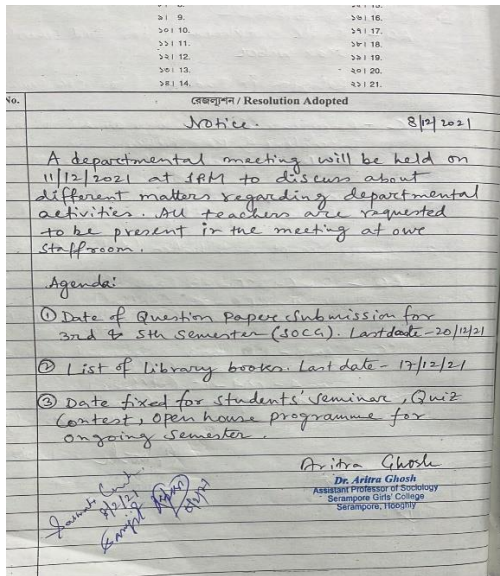 ৯। 9.
১০। 10.
১১। 11.
১২। 12.
১৩। 13.
১৪। 14.
১৬। 16.
১৭। 17.
১৮। 18.
১৯। 19.
২০। 20.
২১। 21.
No.
রেজল্যুশন / Resolution Adopted
Notice.
8/12/2021
A departmental meeting will be held on
11/12/2021 at 1PM to discuss about
different matters regarding departmental
activities. All teachers are requested
to be present in the meeting at our
Staffroom.
Agenda:
① Date of Question Paper Submission for
3rd & 5th Semester (SOCG). Last date - 20/12/21
② List of Library books. Last date - 17/12/21
③ Date fixed for students' seminar, Quiz
Contest, Open house programme for
ongoing semester.
Aritra Ghosh
Dr. Aritra Ghosh
Assistant Professor of Sociology
Serampore Girls' College
Serampore, Hooghly